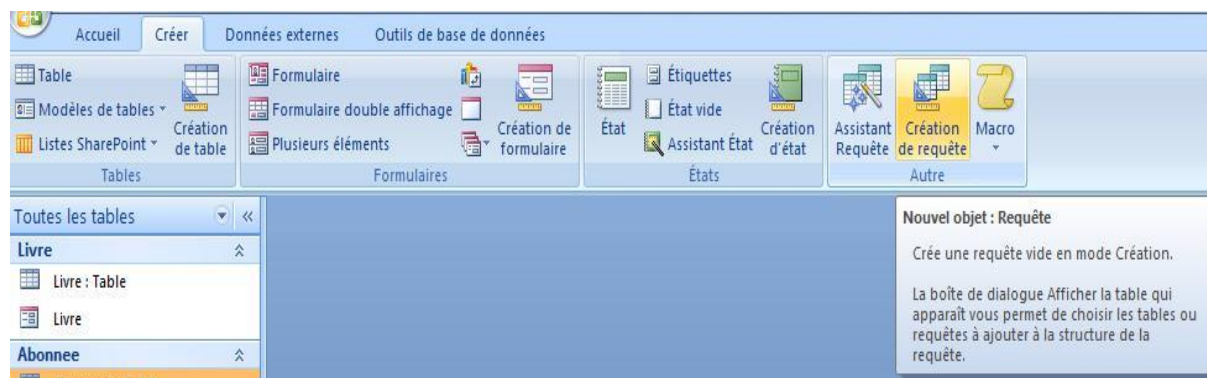 Accueil Créer Données externes Outils de base de données
Table
Modèles de tables
Listes SharePoint
Création de table
Tables
Formulaire
Formulaire double affichage
Plusieurs éléments
Création de formulaire
Formulaires
État
Étiquettes
État vide
Assistant État
Création d'état
États
Assistant Requête
Création de requête
Macro
Autre
Toutes les tables
Livre
Livre : Table
Livre
Abonnee
Nouvel objet : Requête
Crée une requête vide en mode Création.
La boîte de dialogue Afficher la table qui
apparaît vous permet de choisir les tables ou
requêtes à ajouter à la structure de la
requête.